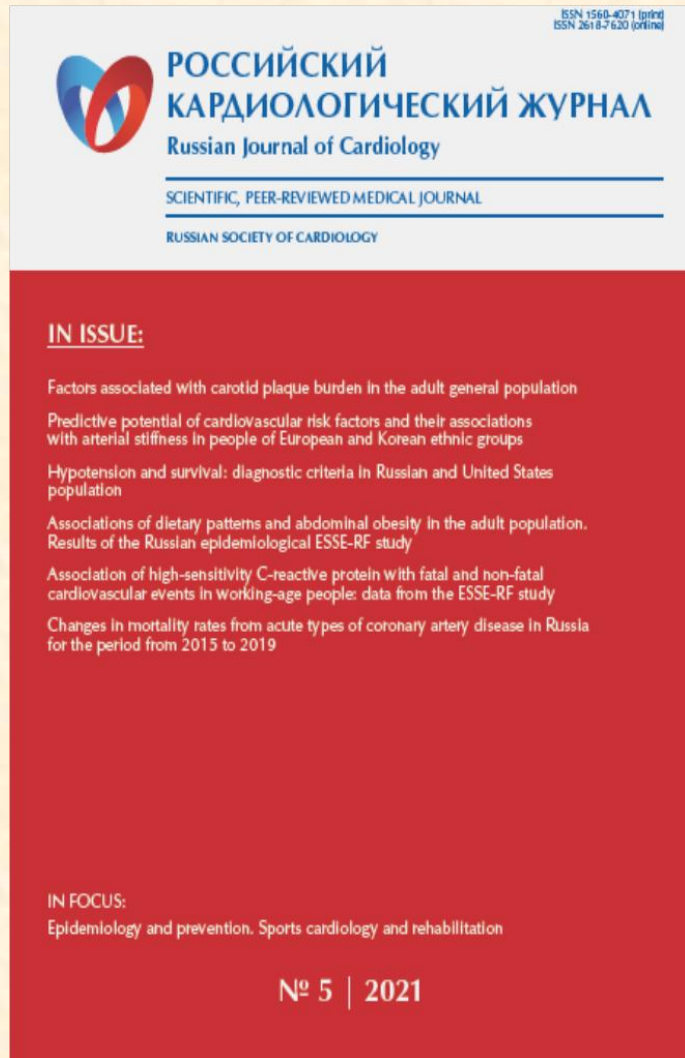 ISSN 1560-4071 (print)
ISSN 2618-7620 (online)
РОССИЙСКИЙ
КАРДИОЛОГИЧЕСКИЙ ЖУРНАЛ
Russian Journal of Cardiology
SCIENTIFIC, PEER-REVIEWED MEDICAL JOURNAL
RUSSIAN SOCIETY OF CARDIOLOGY
IN ISSUE:
Factors associated with carotid plaque burden in the adult general population
Predictive potential of cardiovascular risk factors and their associations
with arterial stiffness in people of European and Korean ethnic groups
Hypotension and survival: diagnostic criteria in Russian and United States
population
Associations of dietary patterns and abdominal obesity in the adult population.
Results of the Russian epidemiological ESSE-RF study
Association of high-sensitivity C-reactive protein with fatal and non-fatal
cardiovascular events in working-age people: data from the ESSE-RF study
Changes in mortality rates from acute types of coronary artery disease in Russia
for the period from 2015 to 2019
IN FOCUS:
Epidemiology and prevention. Sports cardiology and rehabilitation
№ 5 | 2021